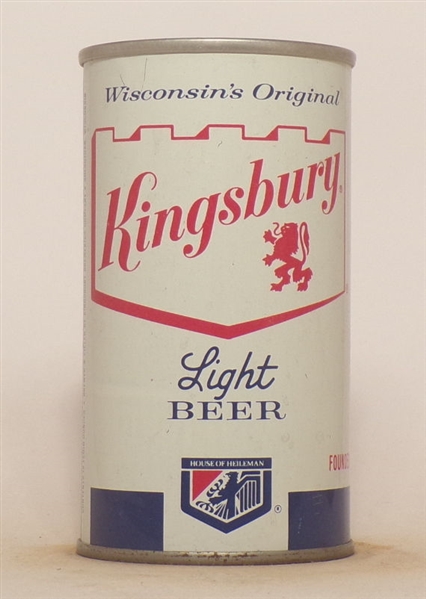 Wisconsin's Original
Kingsbury®
Light
BEER
HOUSE OF HEILEMAN
®